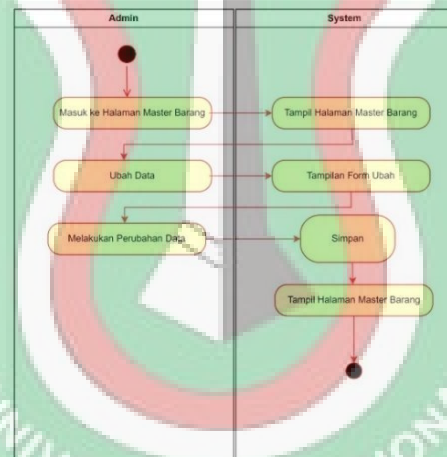 Admin
System
Masuk ke Halaman Master Barang
Tampil Halaman Master Barang
Ubah Data
Tampilan Form Ubah
Melakukan Perubahan Data
Simpan
Tampil Halaman Master Barang